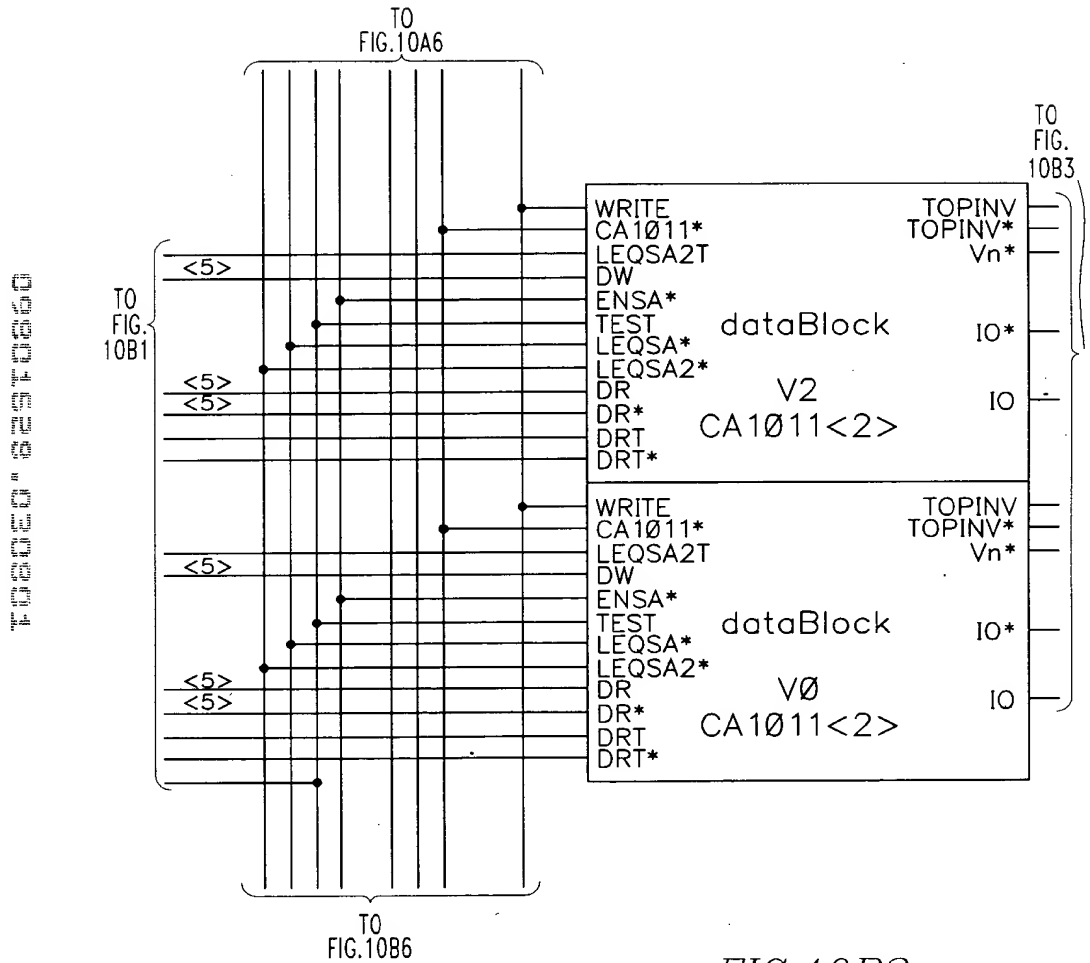 TO
FIG.10A6
TO
FIG.
10B3
WRITE
CA1Ø11*
LEQSA2T
DW
ENSA*
TEST
LEQSA*
LEQSA2*
DR
DR*
DRT
DRT*
dataBlock
V2
CA1Ø11<2>
TOPINV
TOPINV*
Vn*
IO*
IO
<5>
<5>
<5>
TO
FIG.
10B1
WRITE
CA1Ø11*
LEQSA2T
DW
ENSA*
TEST
LEQSA*
LEQSA2*
DR
DR*
DRT
DRT*
dataBlock
VØ
CA1Ø11<2>
TOPINV
TOPINV*
Vn*
IO*
IO
<5>
<5>
<5>
TO
FIG.10B6